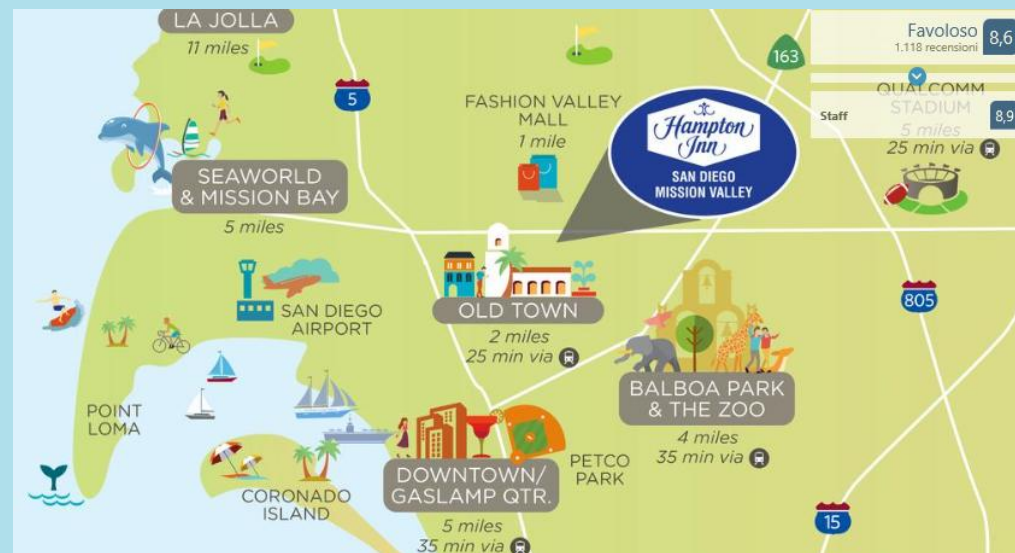 LA JOLLA
11 miles
5
FASHION VALLEY
MALL
1 mile
163
Hampton
Inn
SAN DIEGO
MISSION VALLEY
Favoloso
1.118 recensioni
8,6
Staff
8,9
QUALCOMM
STADIUM
5 miles
25 min via
SEAWORLD
& MISSION BAY
5 miles
SAN DIEGO
AIRPORT
OLD TOWN
2 miles
25 min via
805
BALBOA PARK
& THE ZOO
4 miles
35 min via
POINT
LOMA
CORONADO
ISLAND
DOWNTOWN/
GASLAMP QTR.
5 miles
35 min via
PETCO
PARK
15